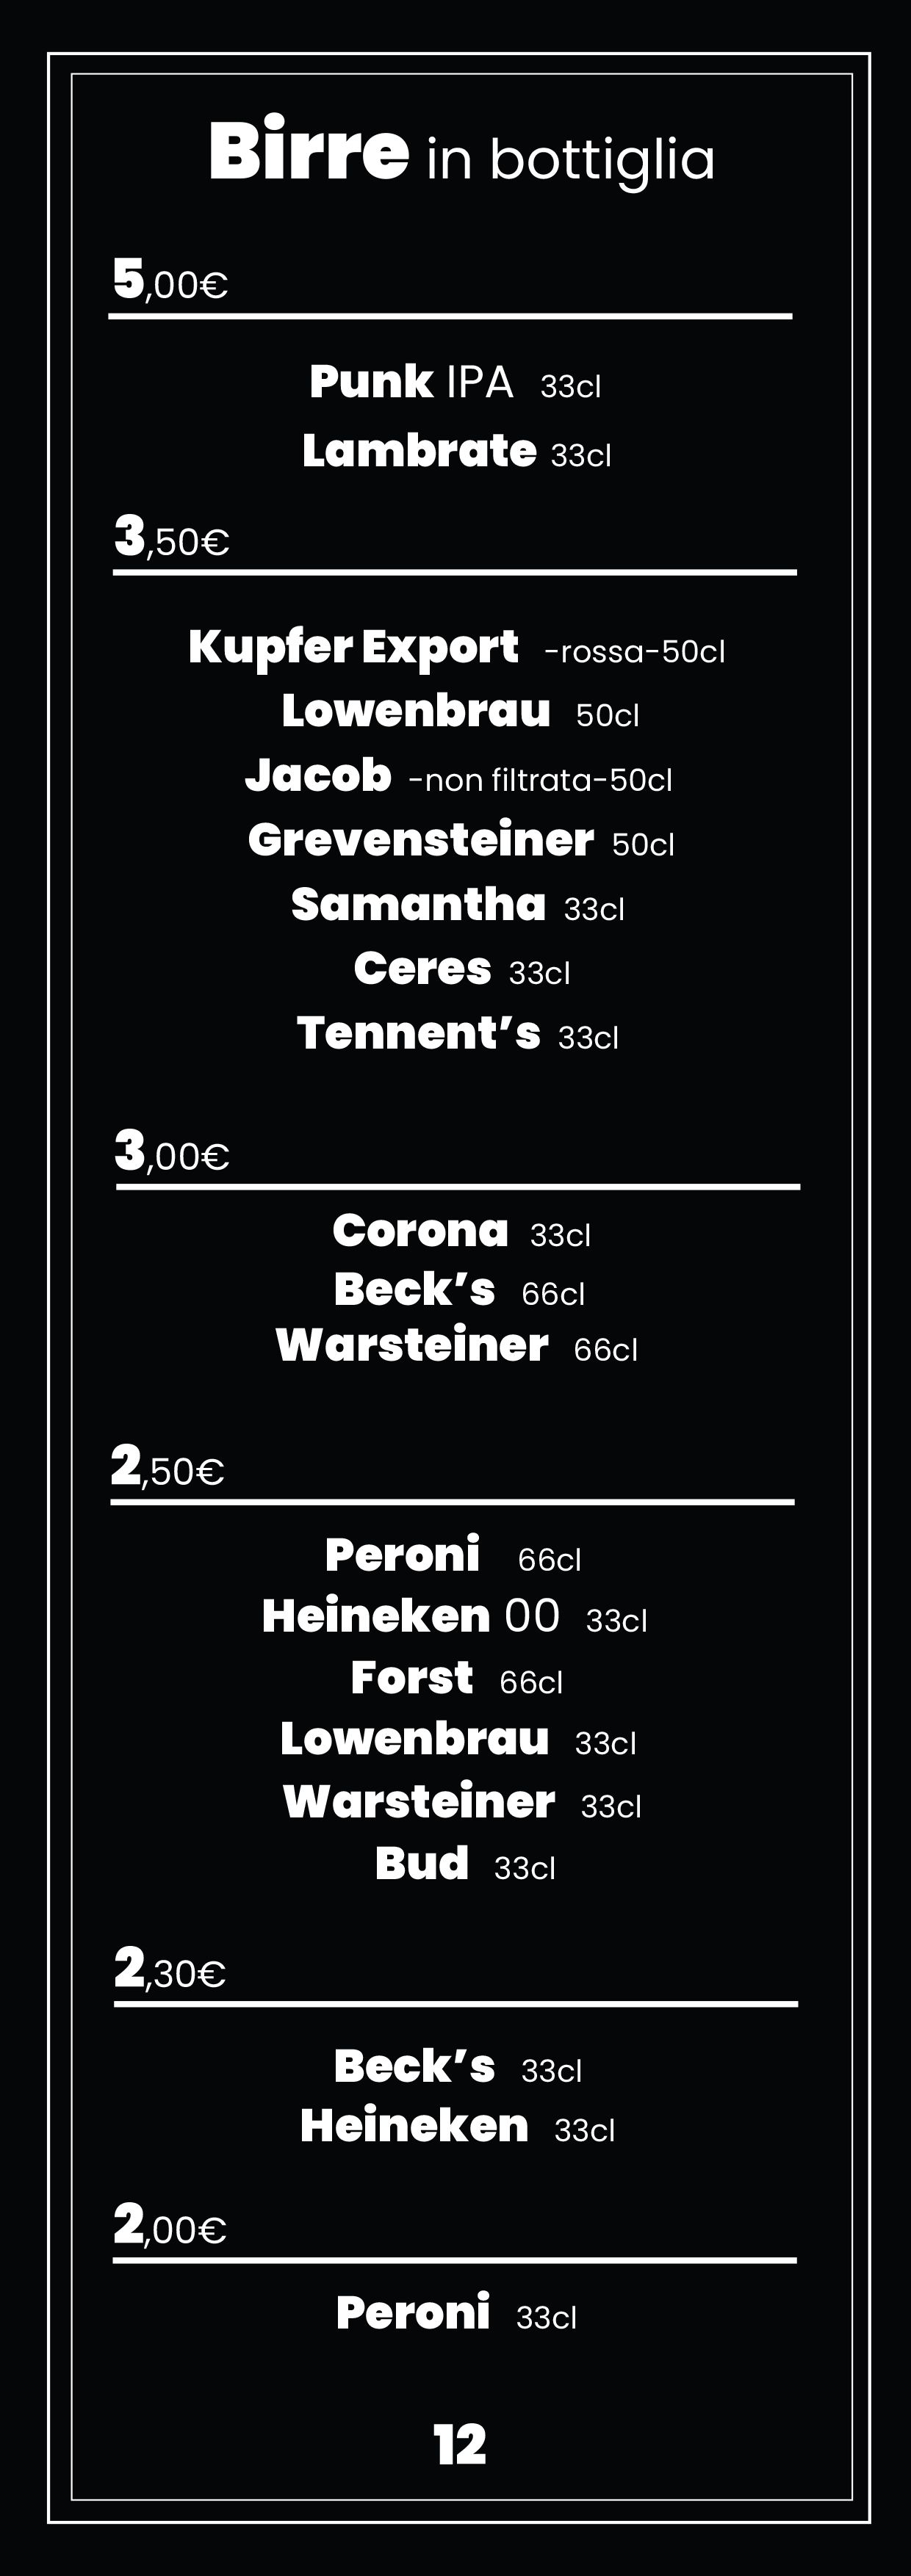 Birre in bottiglia
5,00€
Punk IPA 33cl
Lambrate 33cl
3,50€
Kupfer Export -rossa-50cl
Lowenbrau 50cl
Jacob -non filtrata-50cl
Grevensteiner 50cl
Samantha 33cl
Ceres 33cl
Tennent’s 33cl
3,00€
Corona 33cl
Beck’s 66cl
Warsteiner 66cl
2,50€
Peroni 66cl
Heineken 00 33cl
Forst 66cl
Lowenbrau 33cl
Warsteiner 33cl
Bud 33cl
2,30€
Beck’s 33cl
Heineken 33cl
2,00€
Peroni 33cl
12